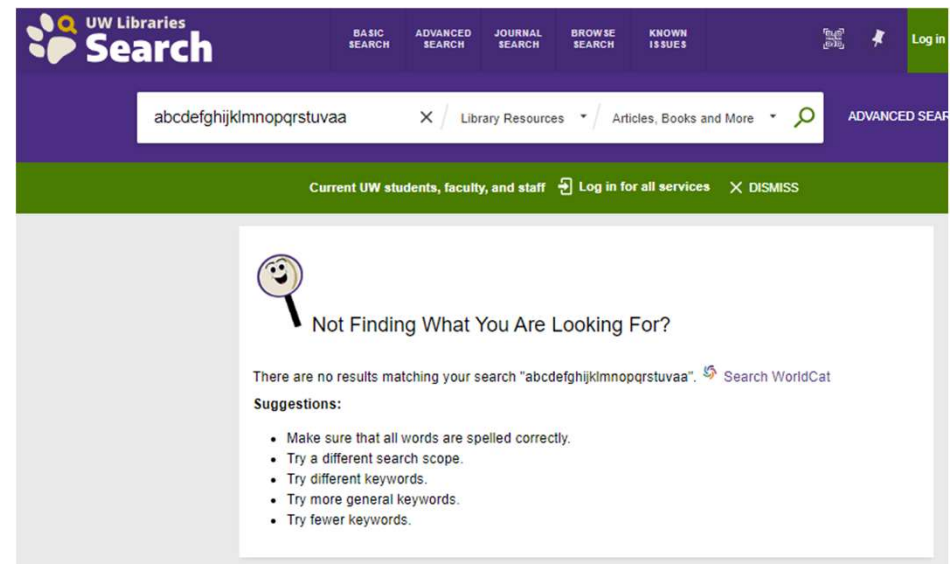 UW Libraries
Search
BASIC SEARCH
ADVANCED SEARCH
JOURNAL SEARCH
BROWSE SEARCH
KNOWN ISSUES
Log in
abcdefghijklmnopqrstuvaa
Library Resources
Articles, Books and More
ADVANCED SEAR
Current UW students, faculty, and staff Log in for all services DISMISS
Not Finding What You Are Looking For?
There are no results matching your search "abcdefghijklmnopqrstuvaa". Search WorldCat
Suggestions:
• Make sure that all words are spelled correctly.
• Try a different search scope.
• Try different keywords.
• Try more general keywords.
• Try fewer keywords.